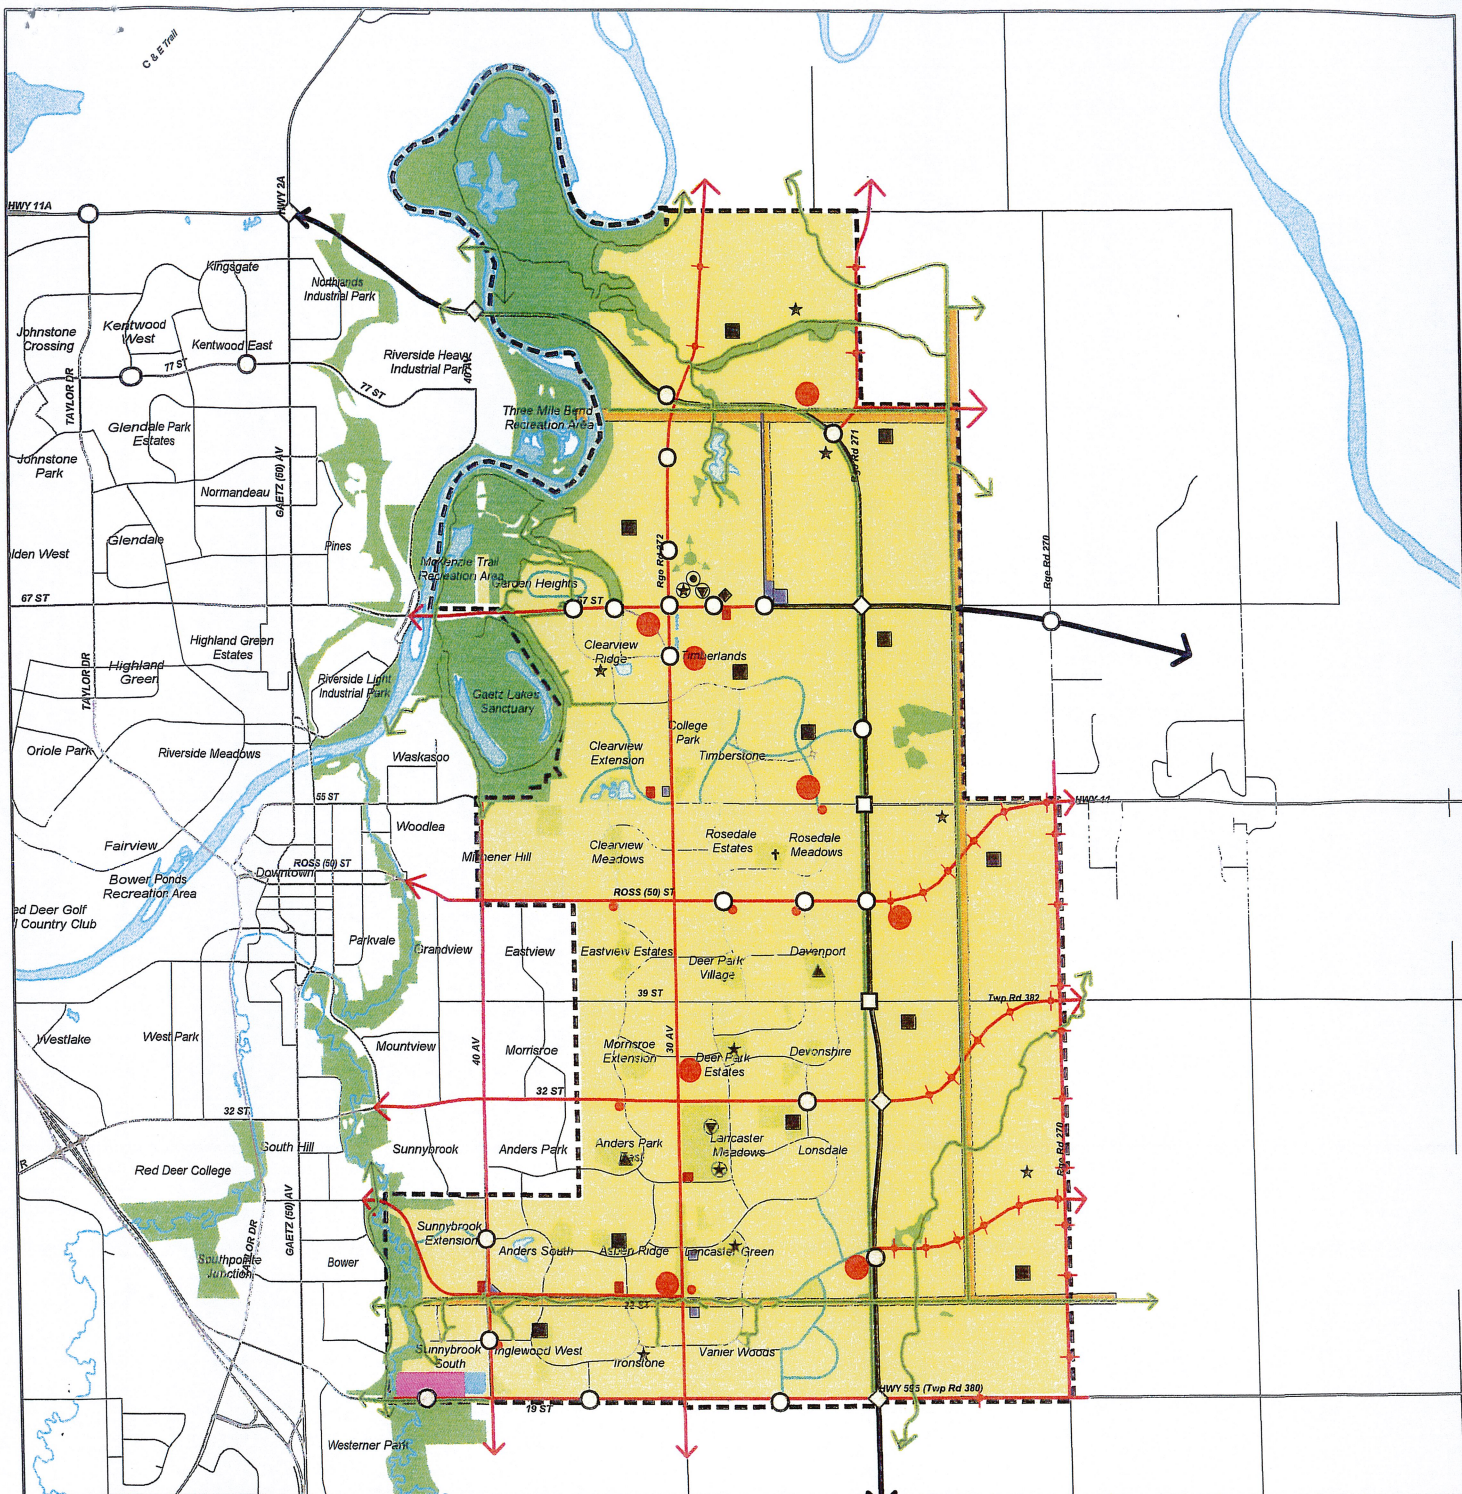 C & E Trail
HWY 11A
HWY 2A
Kingsgate
Northlands
Industrial Park
Johnstone
Crossing
Kentwood
West
Kentwood East
77 ST
Riverside Heavy
Industrial Park
40 AV
77 ST
TAYLOR DR
Three Mile Bend
Recreation Area
Glendale Park
Estates
Rge Rd 271
Johnstone
Park
Normandeau
GAETZ (50) AV
lden West
Glendale
Pines
McKenzie Trail
Recreation Area
Garden Heights
Rge Rd 272
Rge Rd 270
67 ST
67 ST
Highland Green
Estates
Clearview
Ridge
Timberlands
Highland
Green
TAYLOR DR
Riverside Light
Industrial Park
Gaetz Lakes
Sanctuary
College
Park
Oriole Park
Riverside Meadows
Waskasoo
Clearview
Extension
Timberstone
55 ST
HWY 11
Woodlea
Fairview
Michener Hill
Clearview
Meadows
Rosedale
Estates
Rosedale
Meadows
ROSS (50) ST
Downtown
Bower Ponds
Recreation Area
ROSS (50) ST
ed Deer Golf
l Country Club
Parkvale
Grandview
Eastview
Eastview Estates
Deer Park
Village
Davenport
39 ST
Twp Rd 382
Westlake
West Park
Mountview
40 AV
Morrisroe
Morrisroe
Extension
30 AV
Deer Park
Estates
Devonshire
32 ST
32 ST
South Hill
Sunnybrook
Anders Park
Anders Park
East
Lancaster
Meadows
Lonsdale
Rge Rd 270
R
Red Deer College
TAYLOR DR
GAETZ (50) AV
Sunnybrook
Extension
Anders South
Aspen Ridge
Lancaster Green
Southpointe
Junction
Bower
22 ST
Sunnybrook
South
Inglewood West
Ironstone
Vanier Woods
HWY 595 (Twp Rd 380)
19 ST
Westerner Park